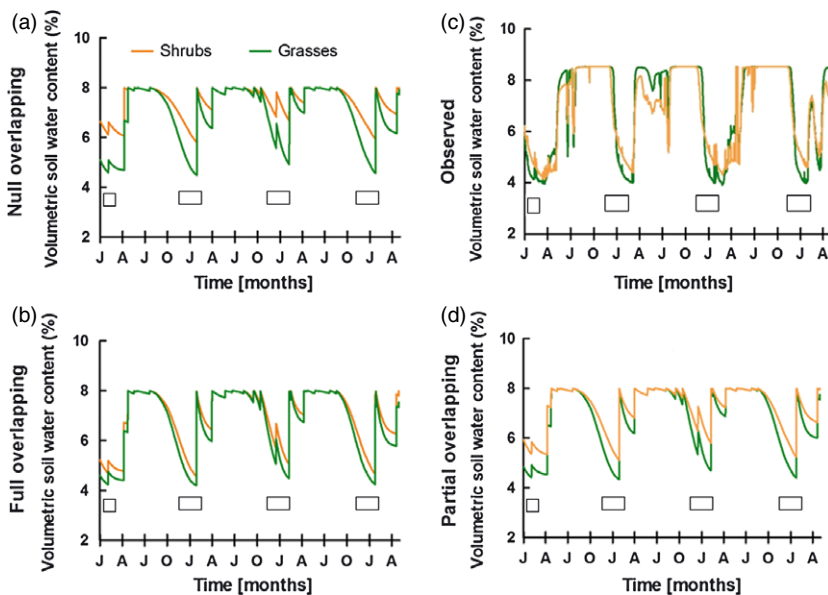 (a)
Shrubs Grasses
Null overlapping
Volumetric soil water content (%)
10
8
6
4
2
J A J O J A J O J A J O J A
Time [months]
(c)
Observed
Volumetric soil water content (%)
10
8
6
4
2
J A J O J A J O J A J O J A
Time [months]
(b)
Full overlapping
Volumetric soil water content (%)
10
8
6
4
2
J A J O J A J O J A J O J A
Time [months]
(d)
Partial overlapping
Volumetric soil water content (%)
10
8
6
4
2
J A J O J A J O J A J O J A
Time [months]